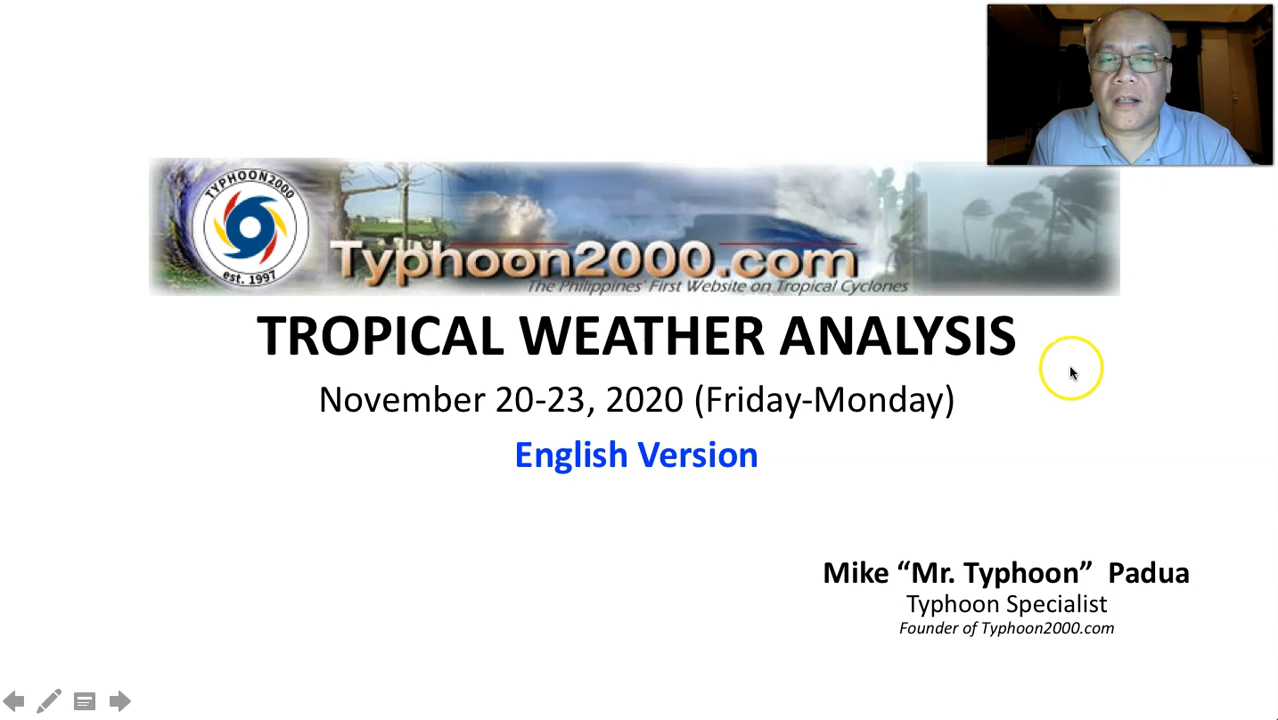 TYPHOON2000
est. 1997
Typhoon2000.com
The Philippines' First Website on Tropical Cyclones
TROPICAL WEATHER ANALYSIS
November 20-23, 2020 (Friday-Monday)
English Version
Mike “Mr. Typhoon”  Padua
Typhoon Specialist
Founder of Typhoon2000.com